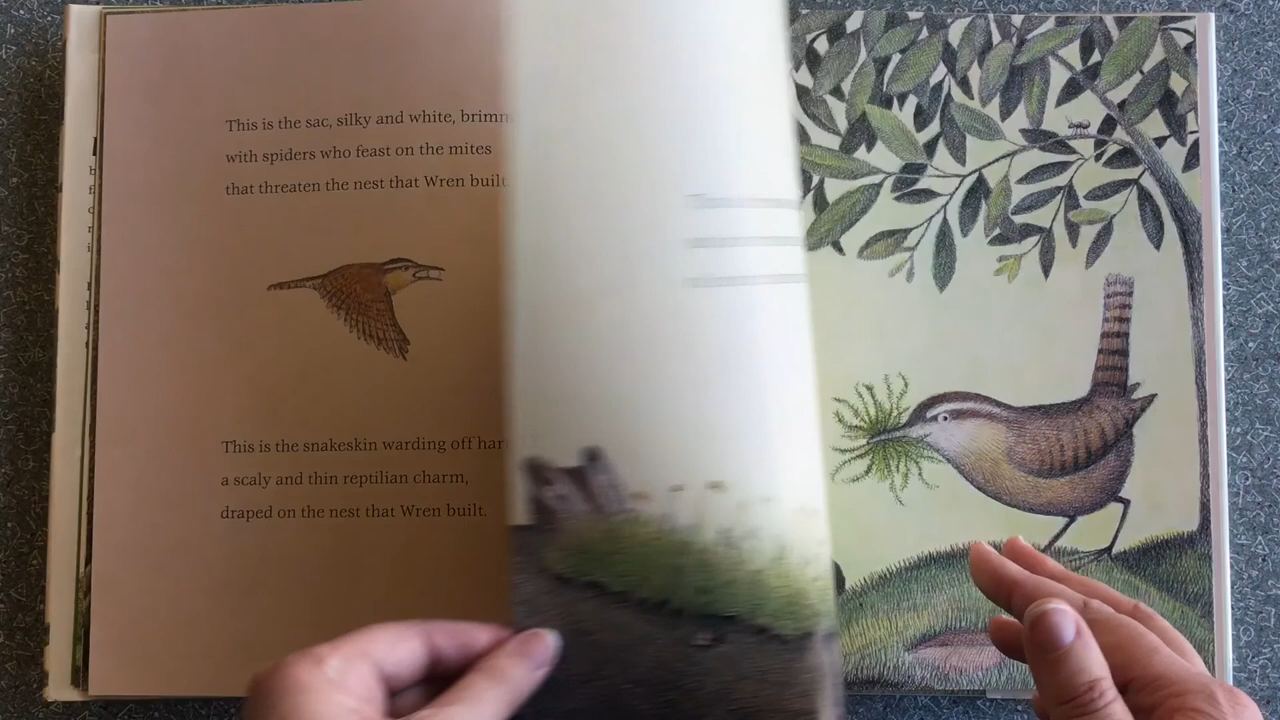 This is the sac, silky and white,
with spiders who feast on the mites
that threaten the nest that Wren built
This is the snakeskin warding off
a scaly and thin reptilian charm,
draped on the nest that Wren built.